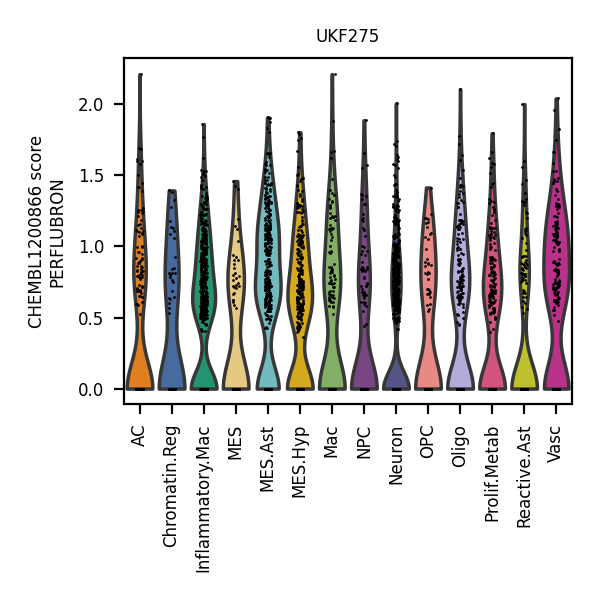 UKF275
CHEMBL1200866 score
PERFLUBRON
2.0
1.5
1.0
0.5
0.0
AC
Chromatin.Reg
Inflammatory.Mac
MES
MES.Ast
MES.Hyp
Mac
NPC
Neuron
OPC
Oligo
Prolif.Metab
Reactive.Ast
Vasc